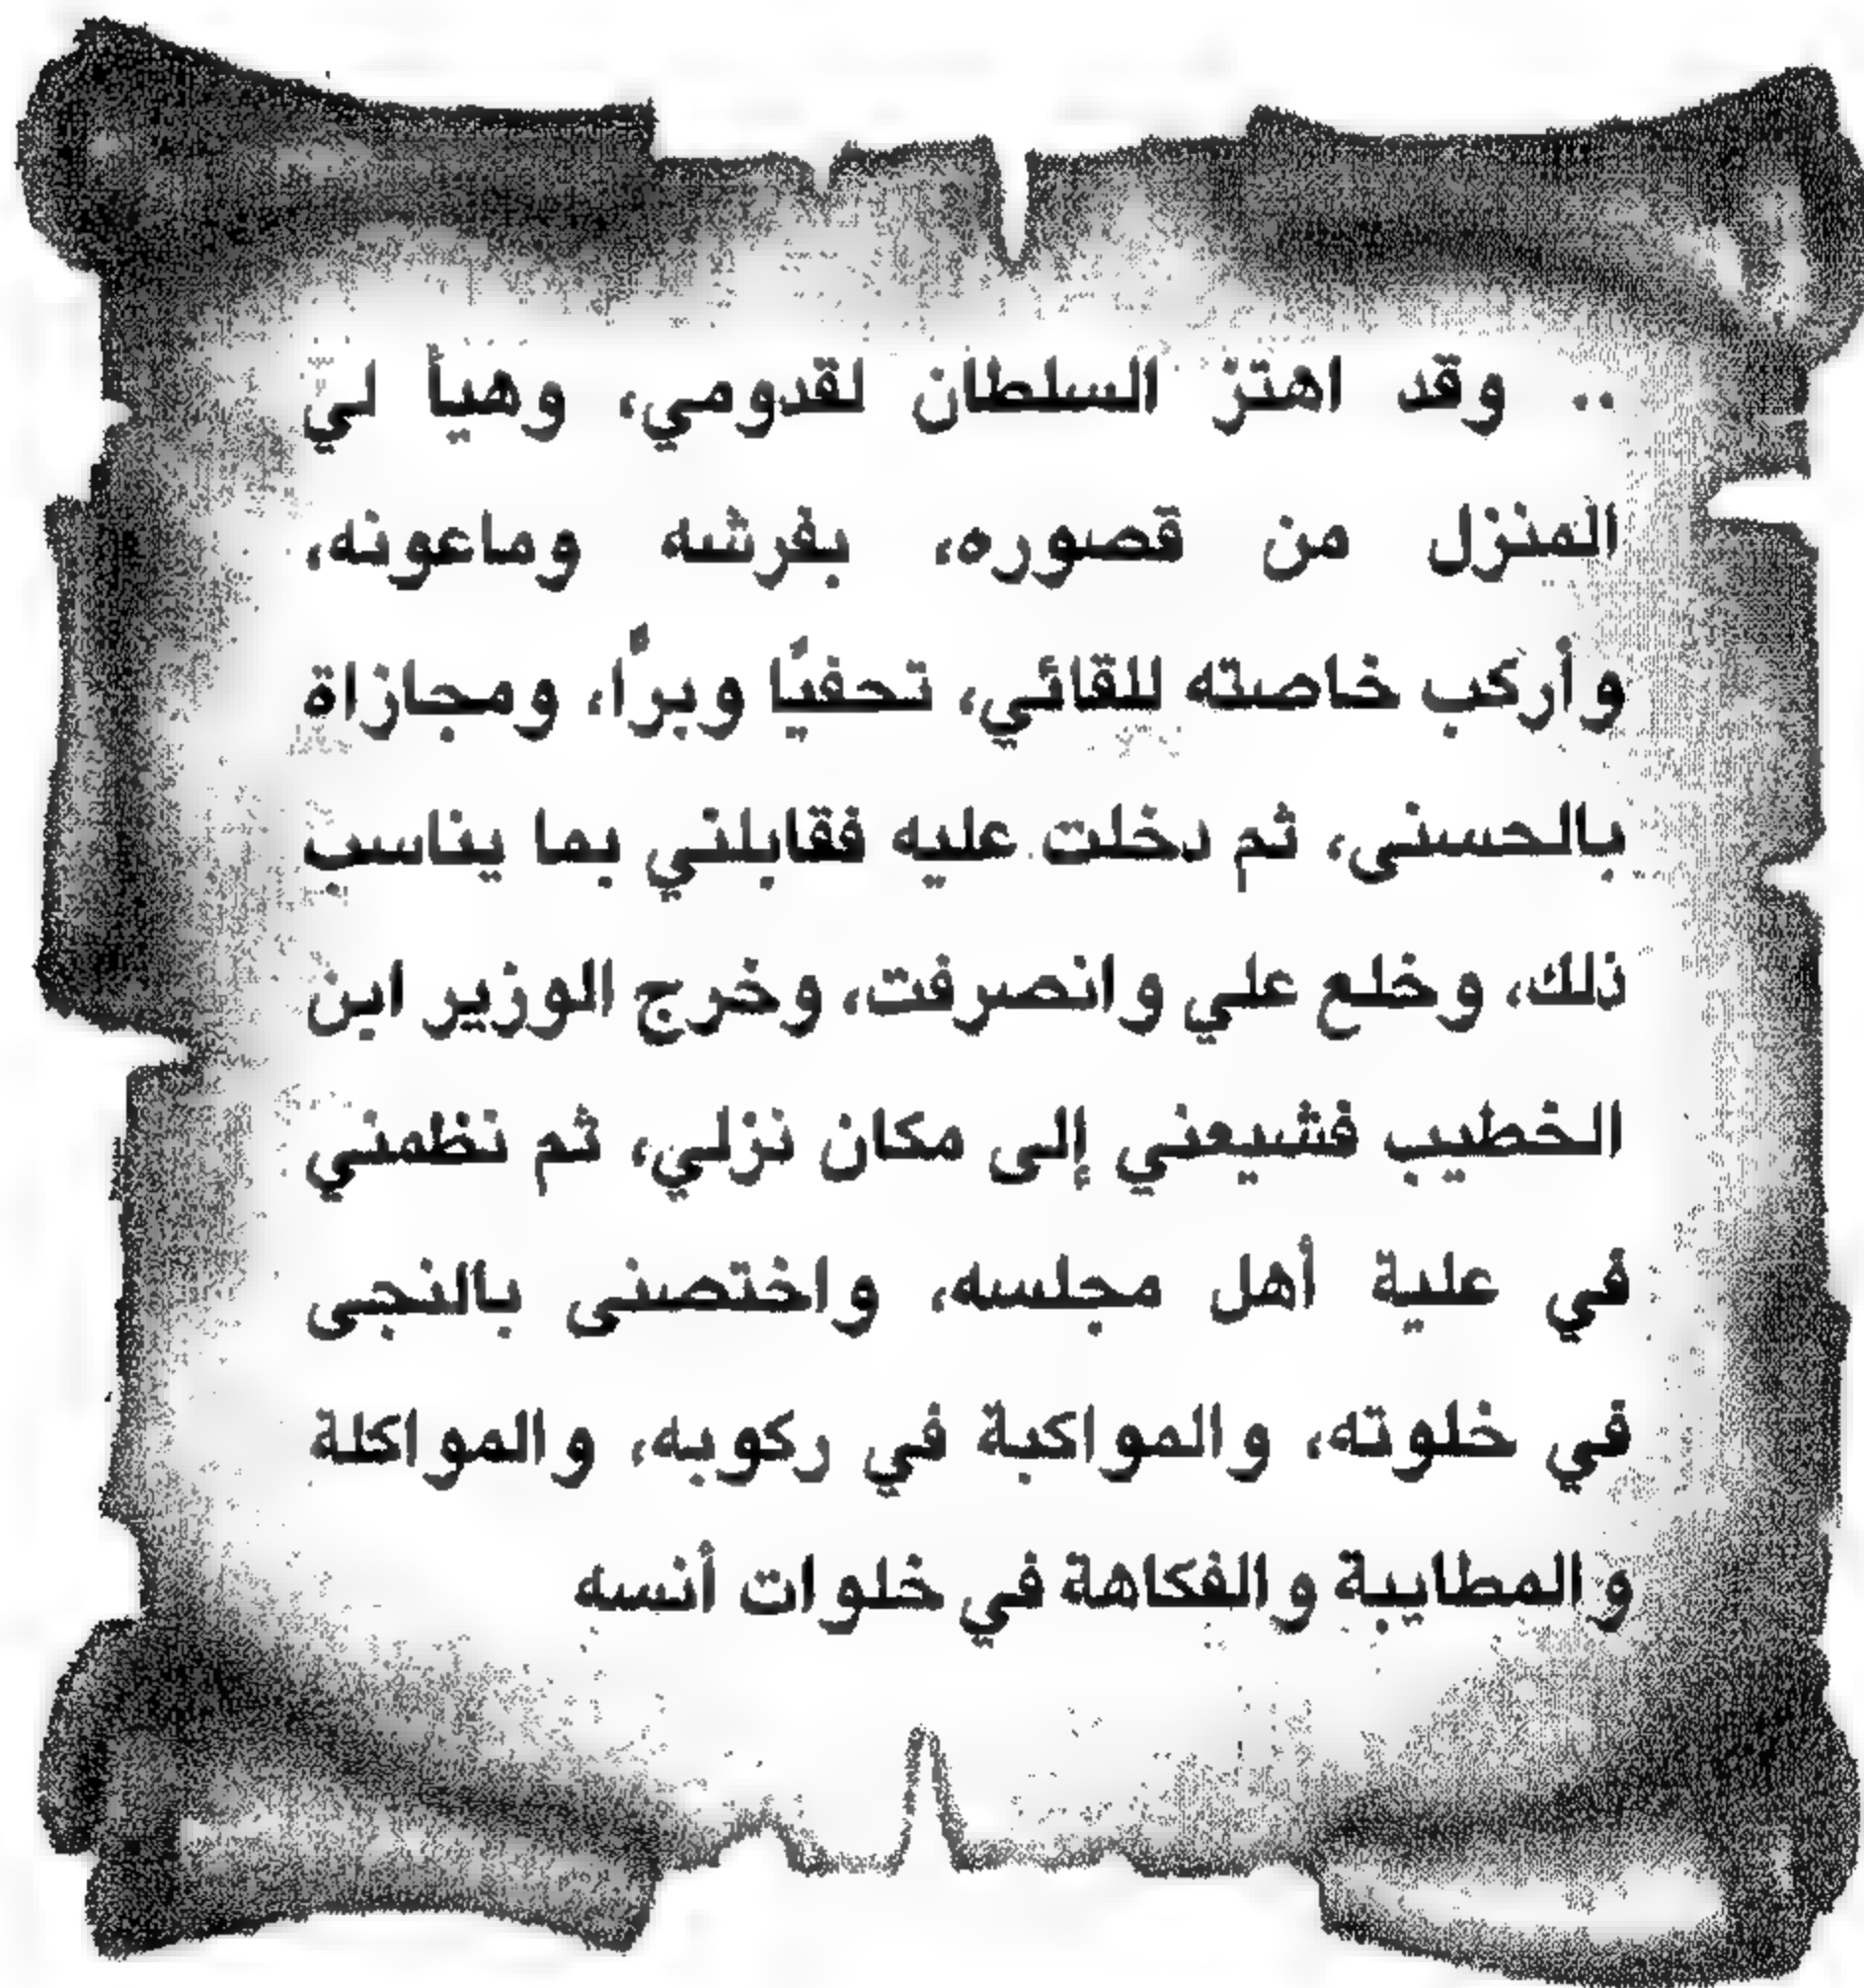 .. وقد اهتز السلطان لقدومي، وهيأ لي
المنزل من قصوره، بفرشه وماعونه،
وأركب خاصته للقائي، تحفيًا وبرًّا، ومجازاة
بالحسنى، ثم دخلت عليه فقابلني بما يناسب
ذلك، وخلع علي وانصرفت، وخرج الوزير ابن
الخطيب فشيعني إلى مكان نزلي، ثم نظمني
في علية أهل مجلسه، واختصنى بالنجى
في خلوته، والمواكبة في ركوبه، والمواكلة
والمطايبة والفكاهة في خلوات أنسه